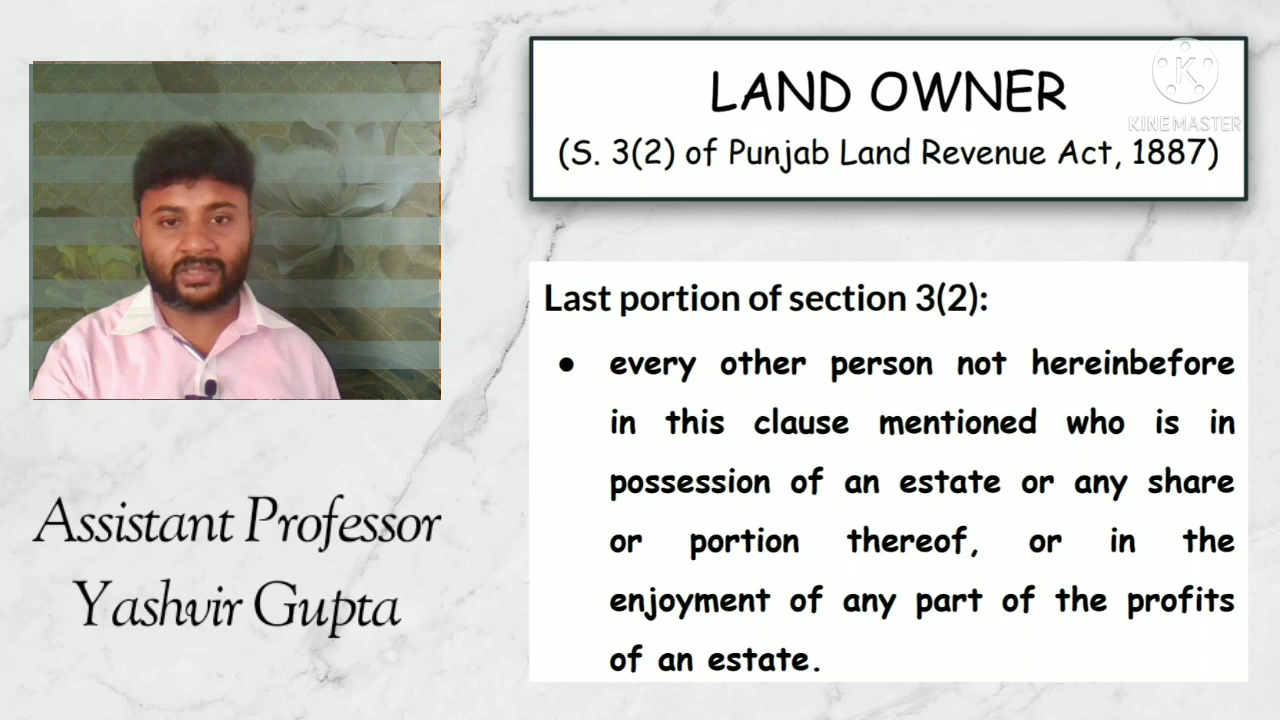 LAND OWNER
(S. 3(2) of Punjab Land Revenue Act, 1887)
K
KINEMASTER
Last portion of section 3(2):
● every other person not hereinbefore
in this clause mentioned who is in
possession of an estate or any share
or portion thereof, or in the
enjoyment of any part of the profits
of an estate.
Assistant Professor
Yashvir Gupta